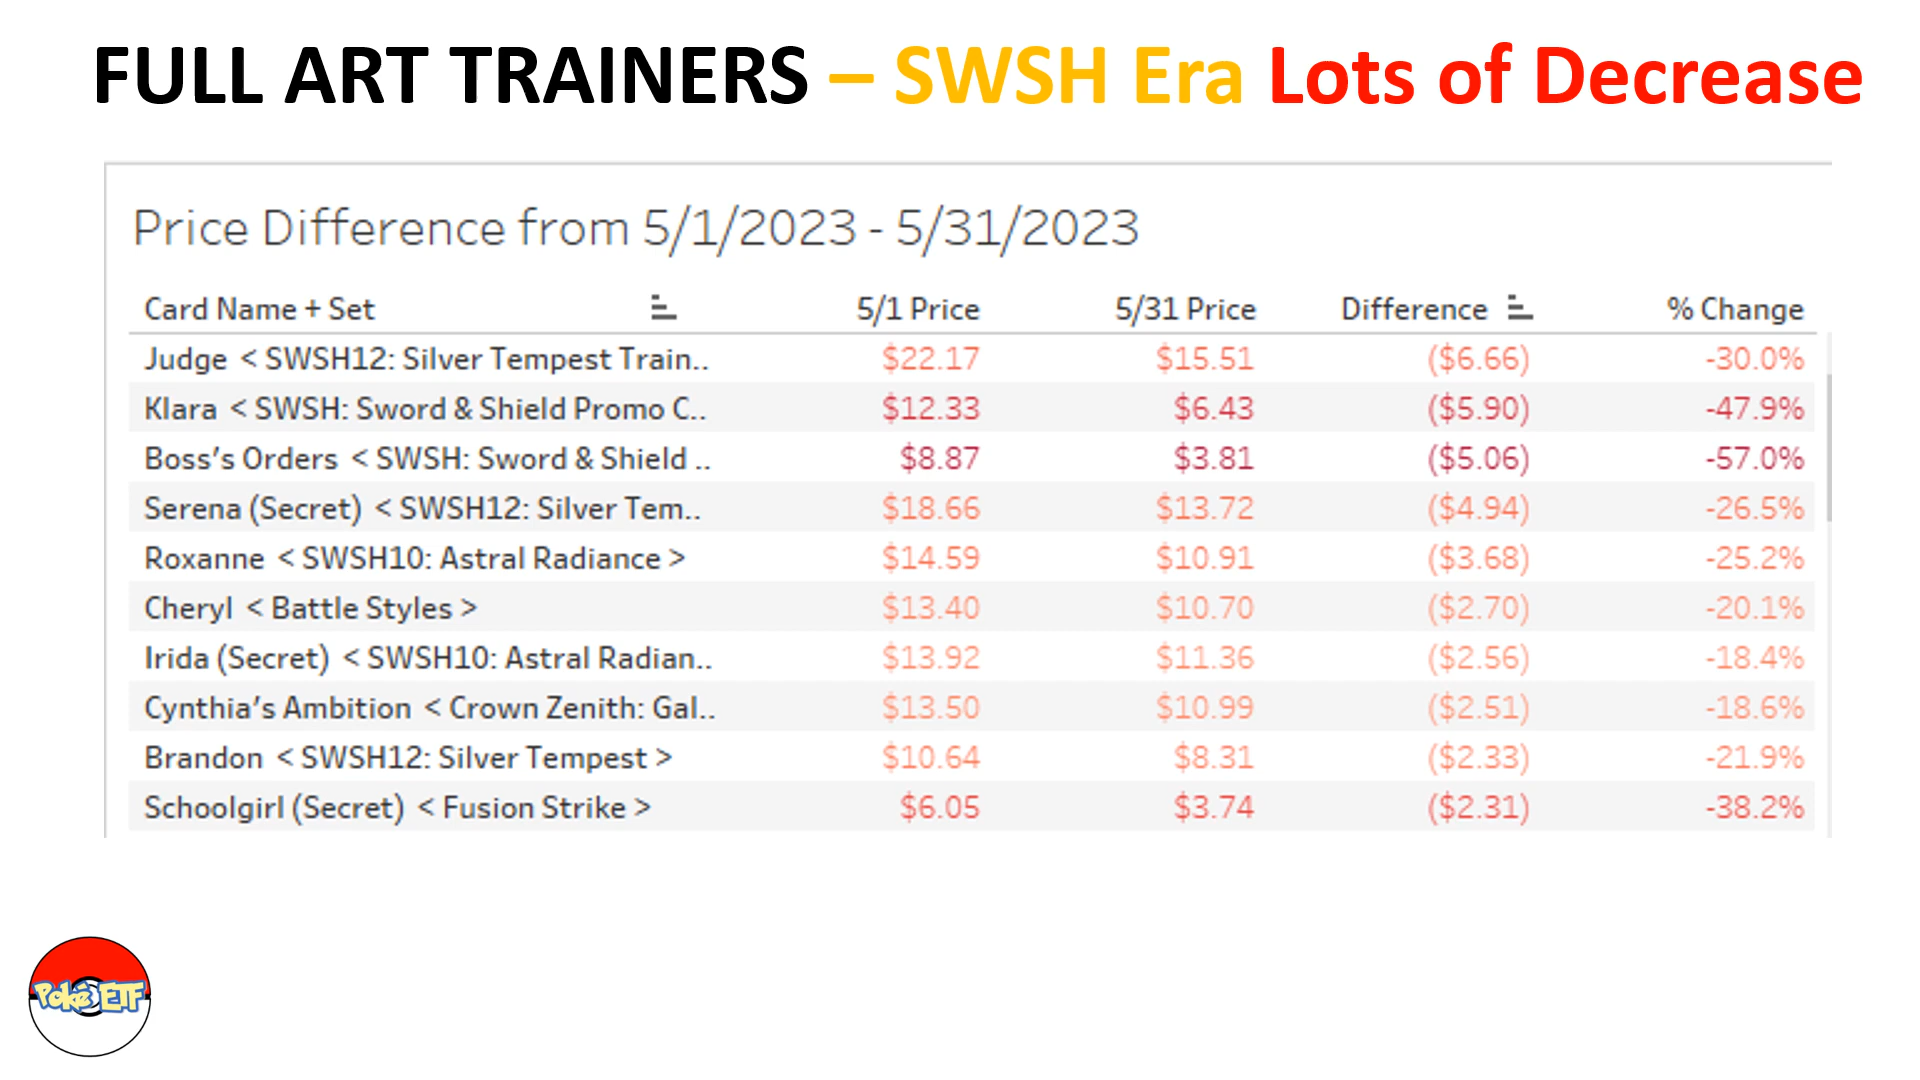 FULL ART TRAINERS – SWSH Era Lots of Decrease
Price Difference from 5/1/2023 - 5/31/2023
Card Name + Set 5/1 Price 5/31 Price Difference % Change
Judge < SWSH12: Silver Tempest Train.. $22.17 $15.51 ($6.66) -30.0%
Klara < SWSH: Sword & Shield Promo C.. $12.33 $6.43 ($5.90) -47.9%
Boss's Orders < SWSH: Sword & Shield .. $8.87 $3.81 ($5.06) -57.0%
Serena (Secret) < SWSH12: Silver Tem.. $18.66 $13.72 ($4.94) -26.5%
Roxanne < SWSH10: Astral Radiance > $14.59 $10.91 ($3.68) -25.2%
Cheryl < Battle Styles > $13.40 $10.70 ($2.70) -20.1%
Irida (Secret) < SWSH10: Astral Radian.. $13.92 $11.36 ($2.56) -18.4%
Cynthia's Ambition < Crown Zenith: Gal.. $13.50 $10.99 ($2.51) -18.6%
Brandon < SWSH12: Silver Tempest > $10.64 $8.31 ($2.33) -21.9%
Schoolgirl (Secret) < Fusion Strike > $6.05 $3.74 ($2.31) -38.2%
Poké ETF